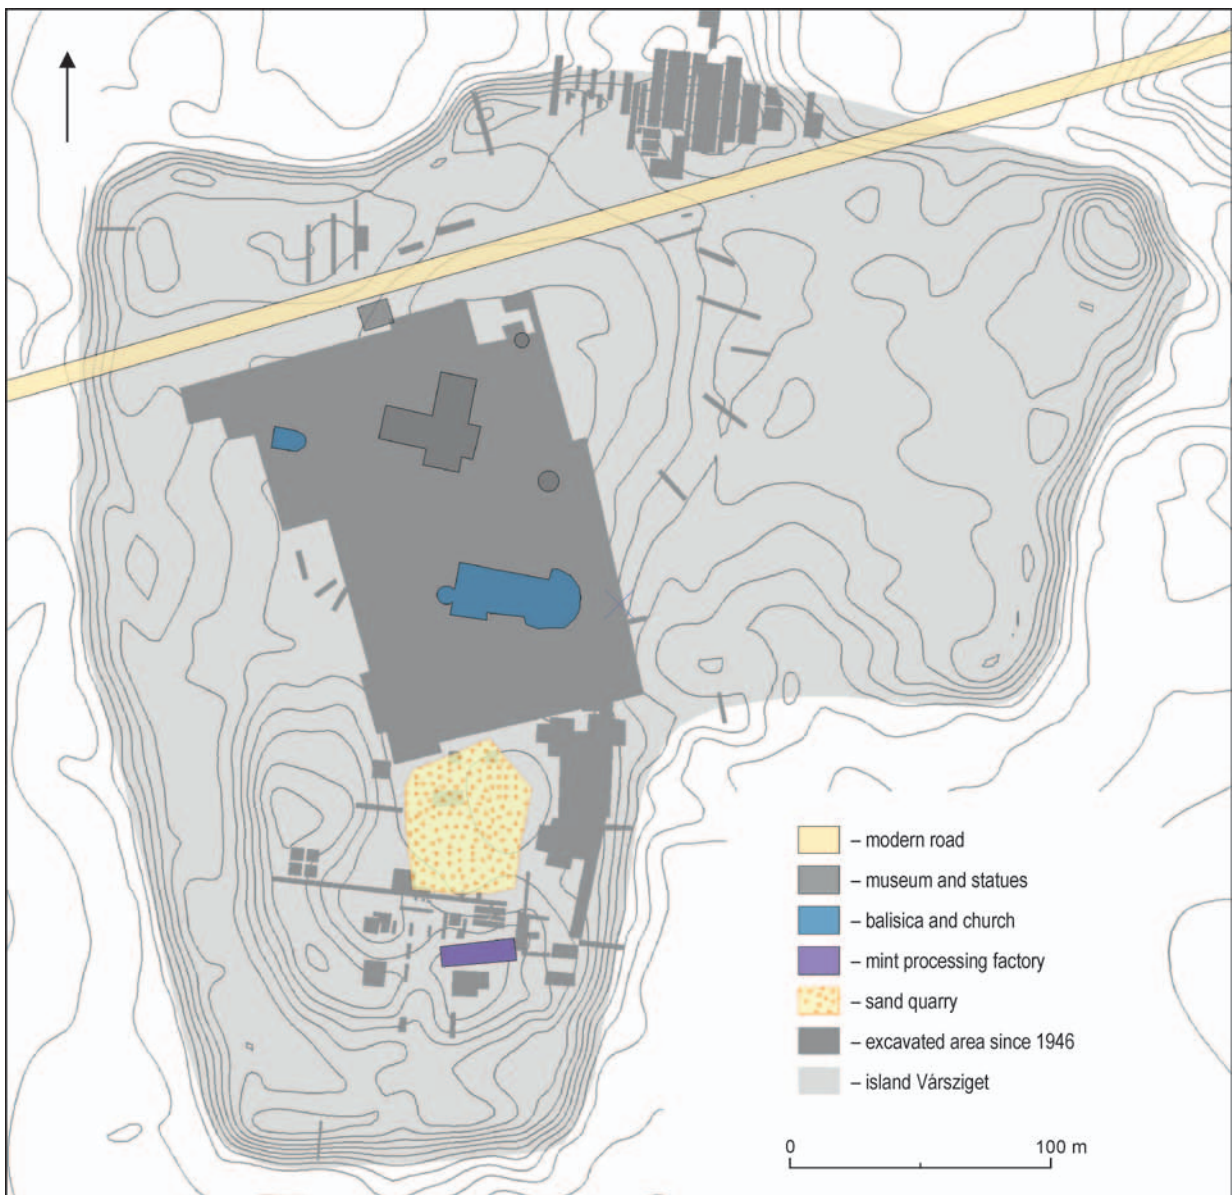 – modern road
– museum and statues
– balisica and church
– mint processing factory
– sand quarry
– excavated area since 1946
– island Vársziget
0 100 m